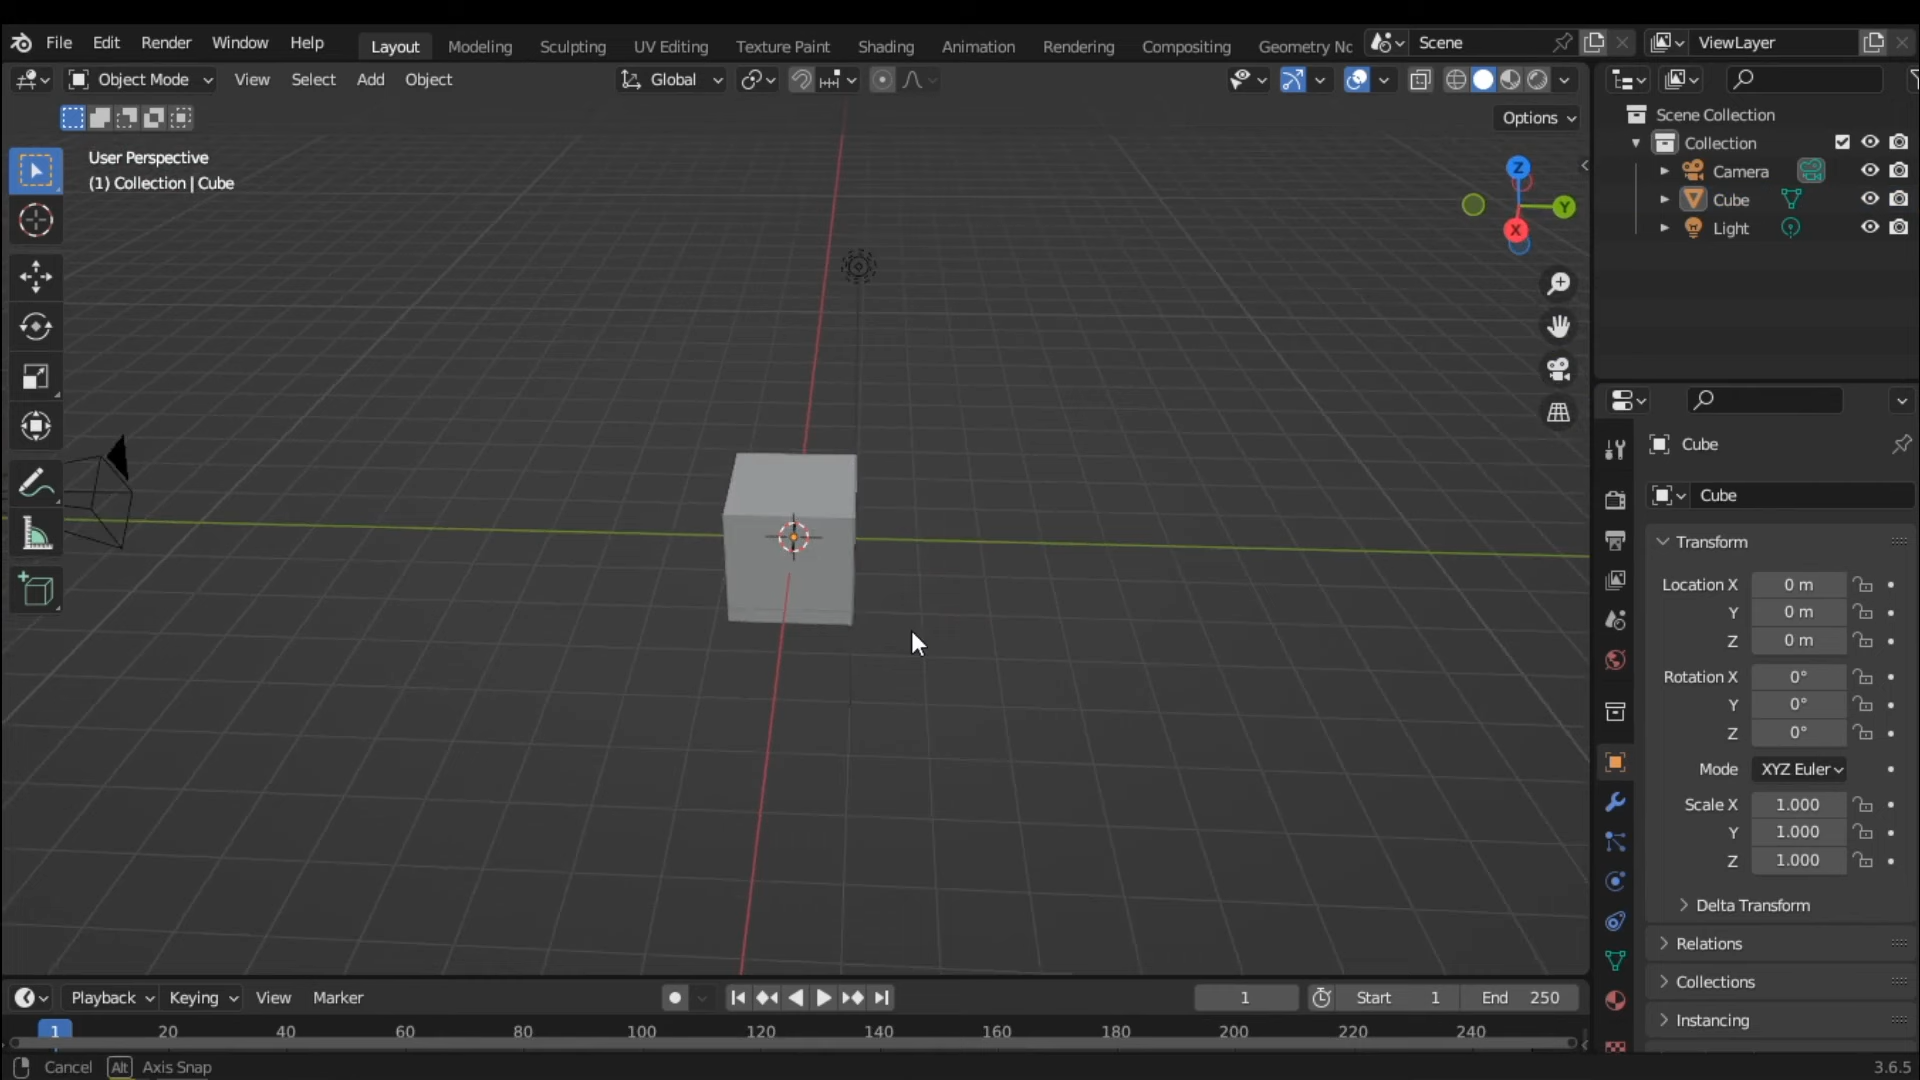 File Edit Render Window Help Layout Modeling Sculpting UV Editing Texture Paint Shading Animation Rendering Compositing Geometry Nc Scene ViewLayer
Object Mode View Select Add Object Global
Options
User Perspective
(1) Collection | Cube
Z
Y
X
Scene Collection
Collection
Camera
Cube
Light
Cube
Cube
Transform
Location X 0 m
Y 0 m
Z 0 m
Rotation X 0°
Y 0°
Z 0°
Mode XYZ Euler
Scale X 1.000
Y 1.000
Z 1.000
Delta Transform
Relations
Collections
Instancing
Playback Keying View Marker 1 Start 1 End 250
1 20 40 60 80 100 120 140 160 180 200 220 240
Cancel Alt Axis Snap 3.6.5